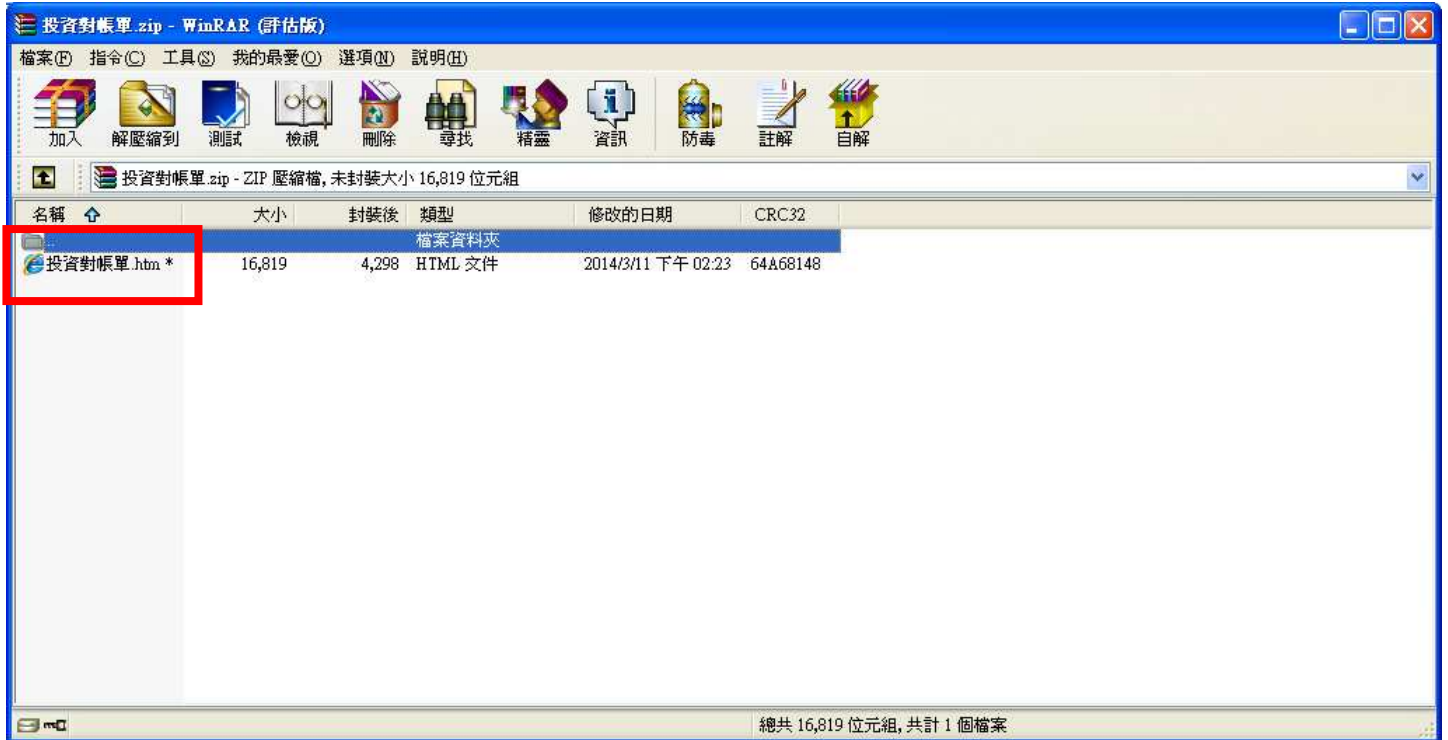 投資對帳單.zip - WinRAR (評估版)
檔案(F) 指令(C) 工具(S) 我的最愛(O) 選項(N) 說明(H)
加入 解壓縮到 測試 檢視 刪除 尋找 精靈 資訊 防毒 註解 自解
投資對帳單.zip - ZIP 壓縮檔, 未封裝大小 16,819 位元組
名稱 大小 封裝後 類型 修改的日期 CRC32
.. 檔案資料夾
投資對帳單.htm * 16,819 4,298 HTML 文件 2014/3/11 下午 02:23 64A68148
總共 16,819 位元組, 共計 1 個檔案